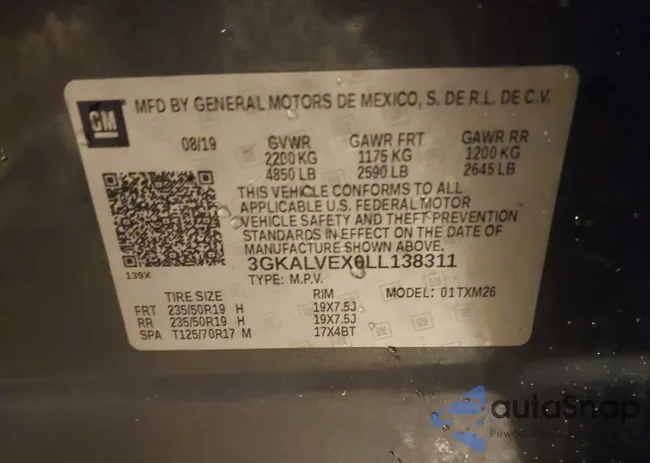 GM
MFD BY GENERAL MOTORS DE MEXICO, S. DE R.L. DE C.V.
08/19 GVWR GAWR FRT GAWR RR
2200 KG 1175 KG 1200 KG
4850 LB 2590 LB 2645 LB
THIS VEHICLE CONFORMS TO ALL
APPLICABLE U.S. FEDERAL MOTOR
VEHICLE SAFETY AND THEFT PREVENTION
STANDARDS IN EFFECT ON THE DATE OF
MANUFACTURE SHOWN ABOVE.
139X
3GKALVEX0LL138311
TYPE: M.P.V. MODEL: 01TXM26
TIRE SIZE RIM
FRT 235/50R19 H 19X7.5J
RR 235/50R19 H 19X7.5J
SPA T125/70R17 M 17X4BT
autoSnap